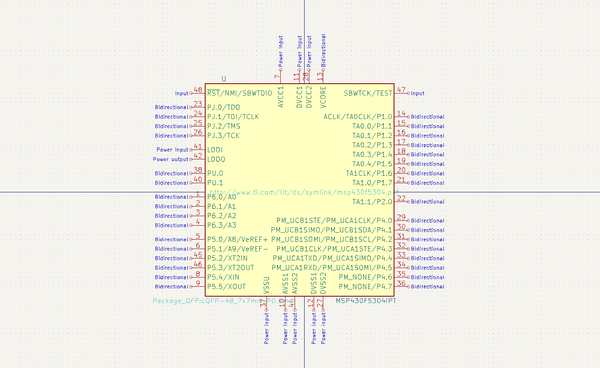 Power input
Power input
Power input
Bidirectional
7
11
28
13
U
AVCC1
DVCC1
DVCC2
VCORE
Input 48 RST/NMI/SBWTDIO
SBWTCK/TEST 47 Input
Bidirectional 23 PJ.0/TDO
Bidirectional 24 PJ.1/TDI/TCLK
ACLK/TA0CLK/P1.0 14 Bidirectional
Bidirectional 25 PJ.2/TMS
TA0.0/P1.1 15 Bidirectional
Bidirectional 26 PJ.3/TCK
TA0.1/P1.2 16 Bidirectional
TA0.2/P1.3 17 Bidirectional
Power input 41 LDOI
TA0.3/P1.4 18 Bidirectional
Power output 42 LDOO
TA0.4/P1.5 19 Bidirectional
Bidirectional 38 PU.0
TA1CLK/P1.6 20 Bidirectional
Bidirectional 40 PU.1
TA1.0/P1.7 21 Bidirectional
http://www.ti.com/lit/ds/symlink/msp430f5304.pdf
Bidirectional 1 P6.0/A0
TA1.1/P2.0 22 Bidirectional
Bidirectional 2 P6.1/A1
Bidirectional 3 P6.2/A2
Bidirectional 4 P6.3/A3
PM_UCB1STE/PM_UCA1CLK/P4.0 29 Bidirectional
PM_UCB1SIMO/PM_UCB1SDA/P4.1 30 Bidirectional
Bidirectional 5 P5.0/A8/VeREF+
PM_UCB1SOMI/PM_UCB1SCL/P4.2 31 Bidirectional
Bidirectional 6 P5.1/A9/VeREF-
PM_UCB1CLK/PM_UCA1STE/P4.3 32 Bidirectional
Bidirectional 45 P5.2/XT2IN
PM_UCA1TXD/PM_UCA1SIMO/P4.4 33 Bidirectional
Bidirectional 46 P5.3/XT2OUT
PM_UCA1RXD/PM_UCA1SOMI/P4.5 34 Bidirectional
Bidirectional 8 P5.4/XIN
PM_NONE/P4.6 35 Bidirectional
Bidirectional 9 P5.5/XOUT
PM_NONE/P4.7 36 Bidirectional
VSSU
AVSS1
AVSS2
DVSS1
DVSS2
Package_QFP:LQFP-48_7x7mm_P0.5mm
MSP430F5304IPT
37
10
44
12
27
Power input
Power input
Power input
Power input
Power input